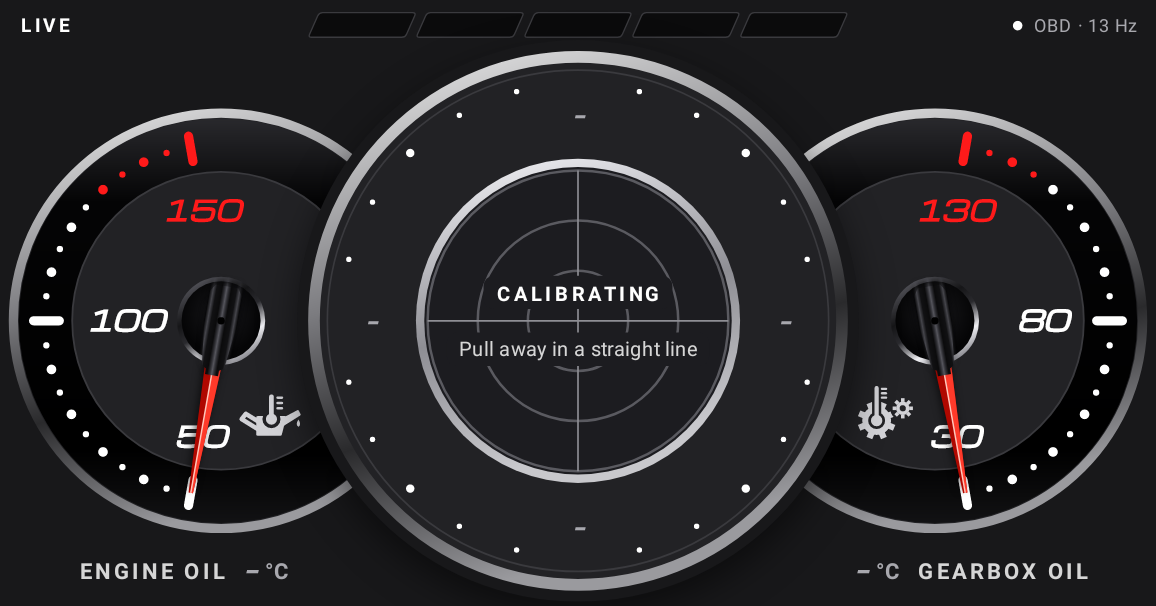 LIVE
OBD · 13 Hz
–
150
130
CALIBRATING
100
–
–
80
Pull away in a straight line
50
30
–
ENGINE OIL – °C
– °C GEARBOX OIL